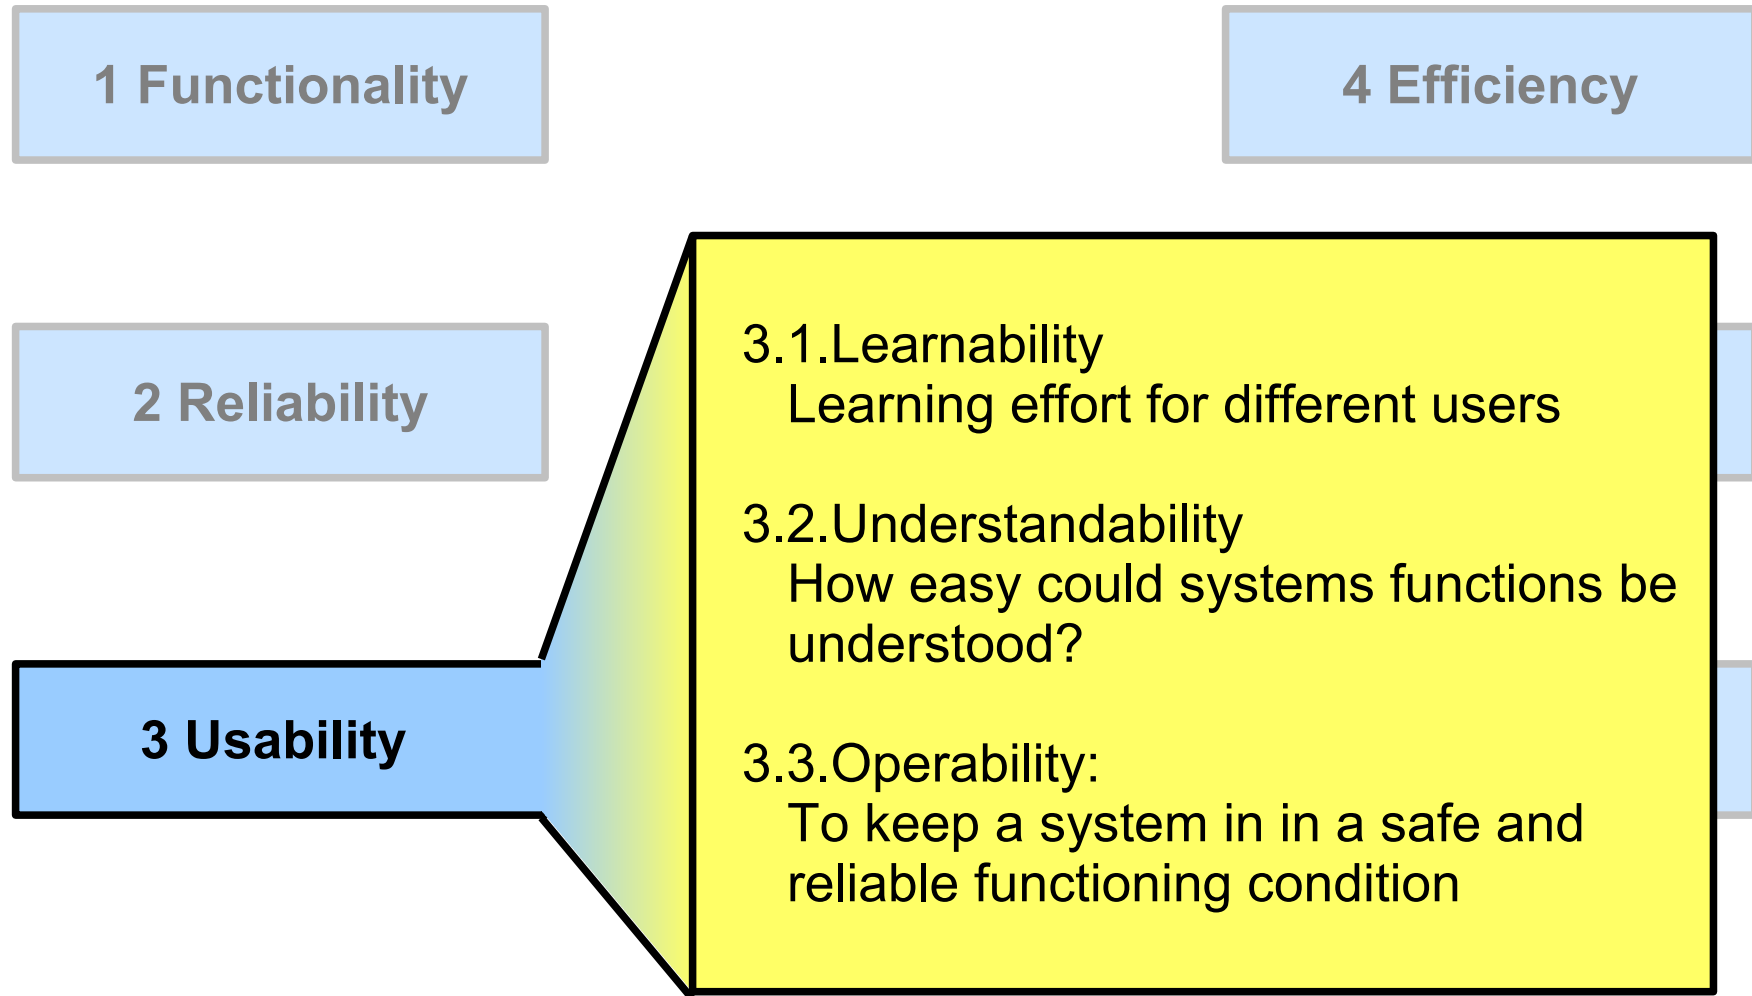 1 Functionality
4 Efficiency
2 Reliability
3 Usability
3.1.Learnability
Learning effort for different users
3.2.Understandability
How easy could systems functions be
understood?
3.3.Operability:
To keep a system in in a safe and
reliable functioning condition